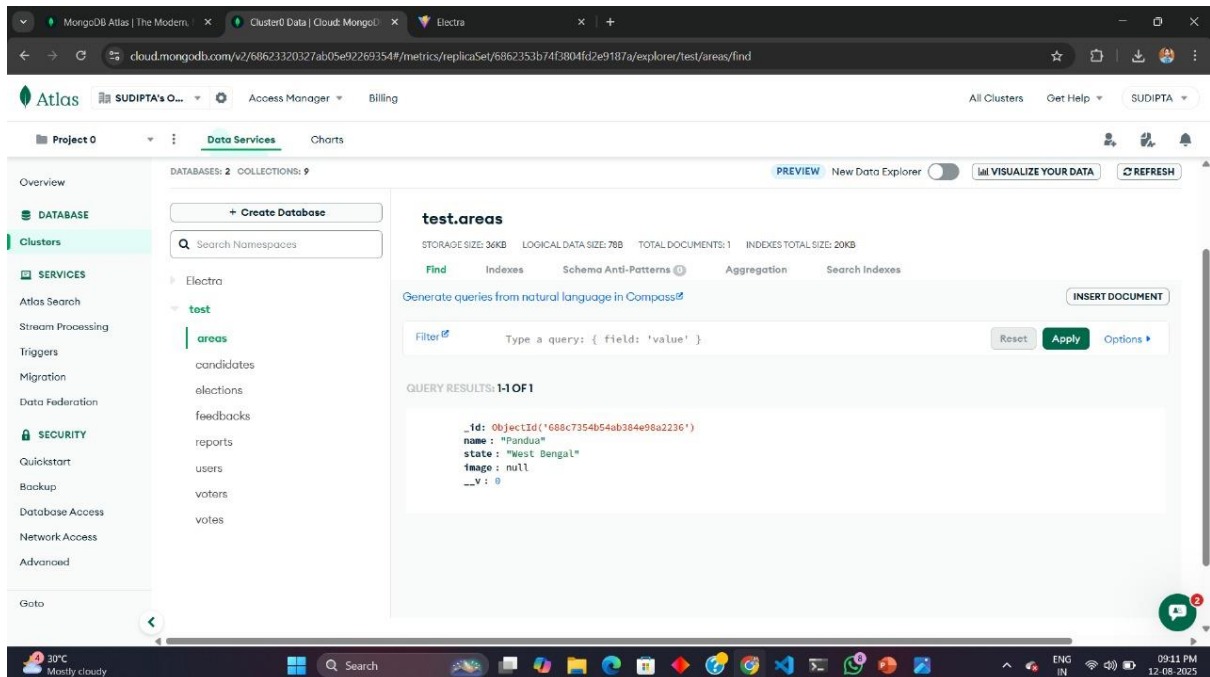 MongoDB Atlas | The Modern,
Cluster0 Data | Cloud: MongoD
Electra
cloud.mongodb.com/v2/68623320327ab05e92269354#/metrics/replicaSet/6862353b74f3804fd2e9187a/explorer/test/areas/find
Atlas
SUDIPTA's O...
Access Manager
Billing
All Clusters
Get Help
SUDIPTA
Project 0
Data Services
Charts
Overview
DATABASE
Clusters
SERVICES
Atlas Search
Stream Processing
Triggers
Migration
Data Federation
SECURITY
Quickstart
Backup
Database Access
Network Access
Advanced
Goto
DATABASES: 2 COLLECTIONS: 9
+ Create Database
Search Namespaces
Electra
test
areas
candidates
elections
feedbacks
reports
users
voters
votes
PREVIEW New Data Explorer
VISUALIZE YOUR DATA
REFRESH
test.areas
STORAGE SIZE: 36KB LOGICAL DATA SIZE: 78B TOTAL DOCUMENTS: 1 INDEXES TOTAL SIZE: 20KB
Find Indexes Schema Anti-Patterns 0 Aggregation Search Indexes
Generate queries from natural language in Compass
INSERT DOCUMENT
Filter
Type a query: { field: 'value' }
Reset
Apply
Options
QUERY RESULTS: 1-1 OF 1
_id: ObjectId('688c7354b54ab384e98a2236')
name : "Pandua"
state : "West Bengal"
image : null
__v : 0
2
4
30°C
Mostly cloudy
Search
8
ENG
IN
09:11 PM
12-08-2025